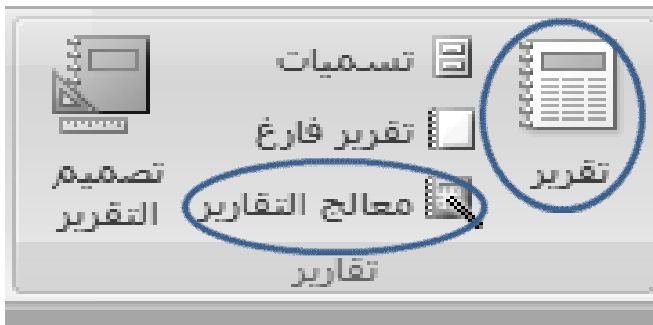 تقرير
تسميات
تقرير فارغ
معالج التقارير
تصميم
التقرير
تقارير